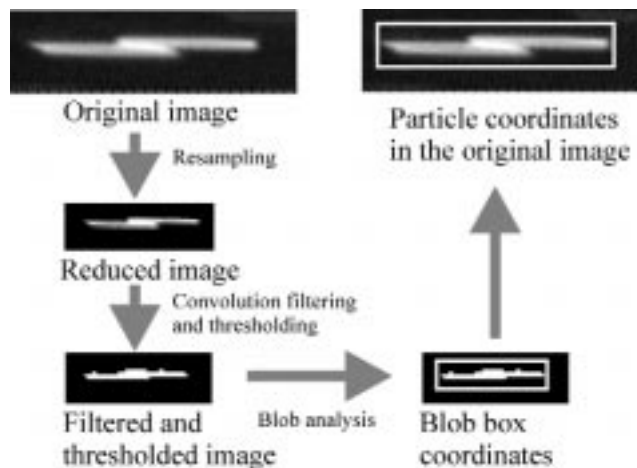 Original image
Particle coordinates
in the original image
Resampling
Reduced image
Convolution filtering
and thresholding
Filtered and
thresholded image
Blob analysis
Blob box
coordinates